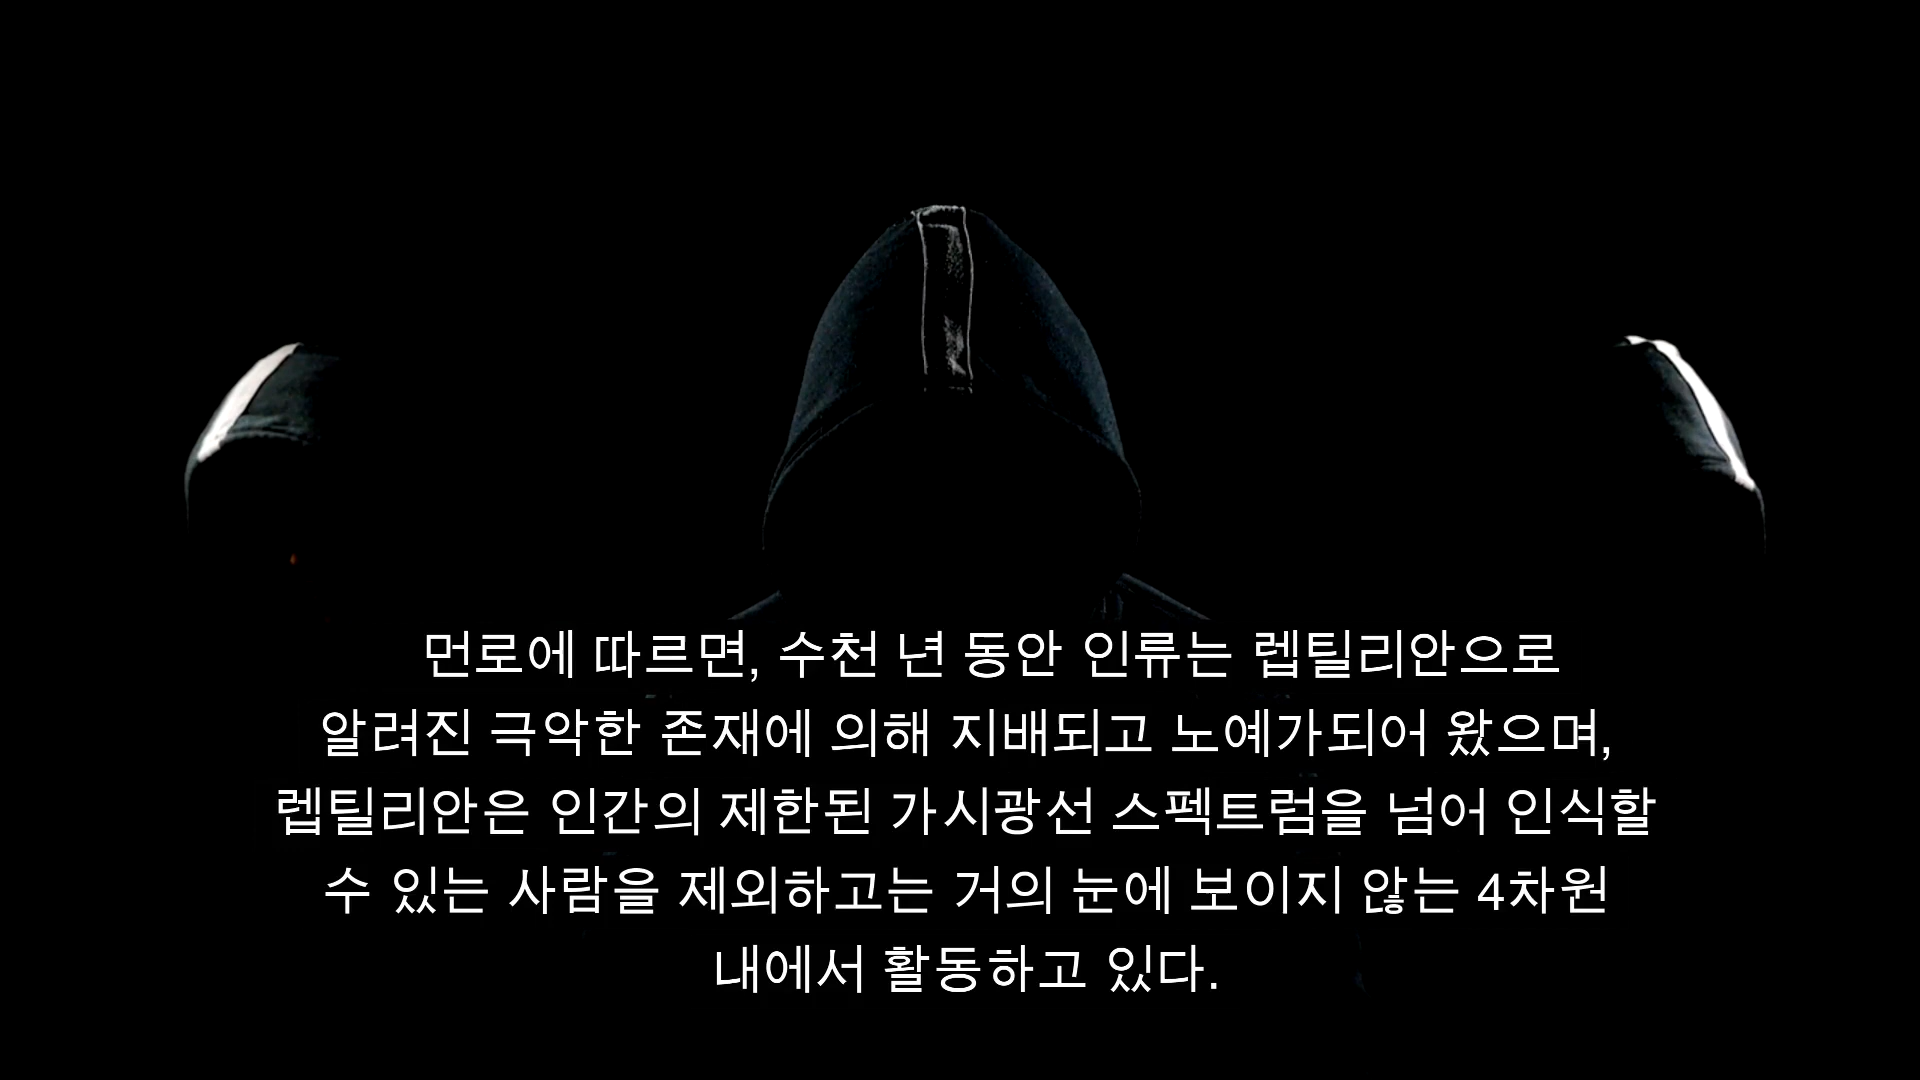 먼로에 따르면, 수천 년 동안 인류는 렙틸리안으로
알려진 극악한 존재에 의해 지배되고 노예가되어 왔으며,
렙틸리안은 인간의 제한된 가시광선 스펙트럼을 넘어 인식할
수 있는 사람을 제외하고는 거의 눈에 보이지 않는 4차원
내에서 활동하고 있다.